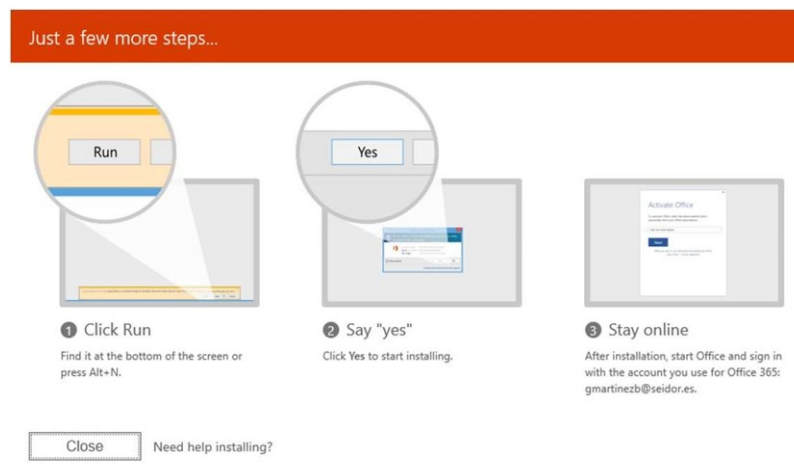 Just a few more steps...
Run
Yes
Activate Office
1 Click Run
Find it at the bottom of the screen or
press Alt+N.
2 Say "yes"
Click Yes to start installing.
3 Stay online
After installation, start Office and sign in
with the account you use for Office 365:
gmartinezb@seidor.es.
Close
Need help installing?